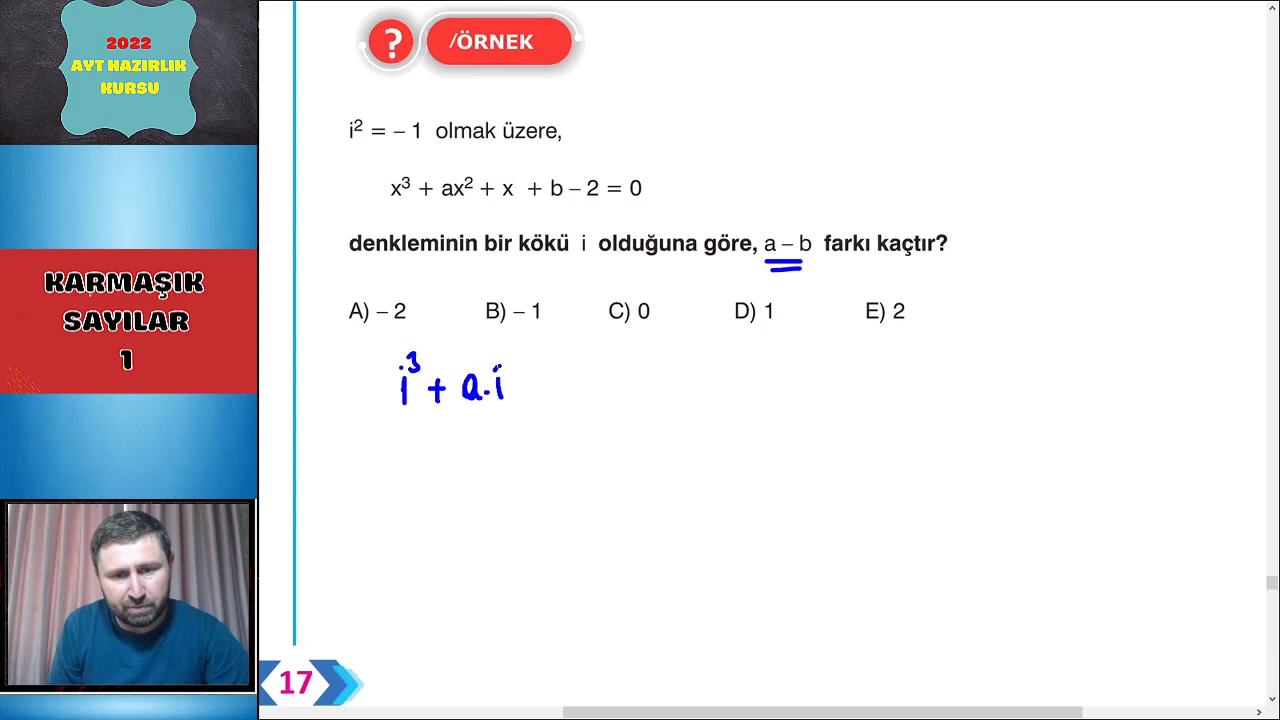 2022
AYT HAZIRLIK
KURSU
KARMAŞIK
SAYILAR
1
?
/ÖRNEK
i² = – 1 olmak üzere,
x³ + ax² + x + b – 2 = 0
denkleminin bir kökü i olduğuna göre, a – b farkı kaçtır?
A) – 2 B) – 1 C) 0 D) 1 E) 2
i³ + a.i
17